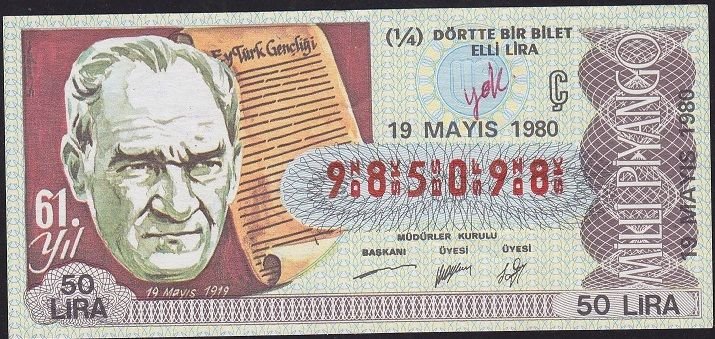 Ey Türk Gençliği
61.
Yıl
19 MAYIS 1919
50
LİRA
(¼) DÖRTTE BİR BİLET
ELLİ LİRA
yok
Ç
19 MAYIS 1980
985098
MÜDÜRLER KURULU
BAŞKANI ÜYESİ ÜYESİ
50 LİRA
MİLLİ PİYANGO
19 MAYIS 1980